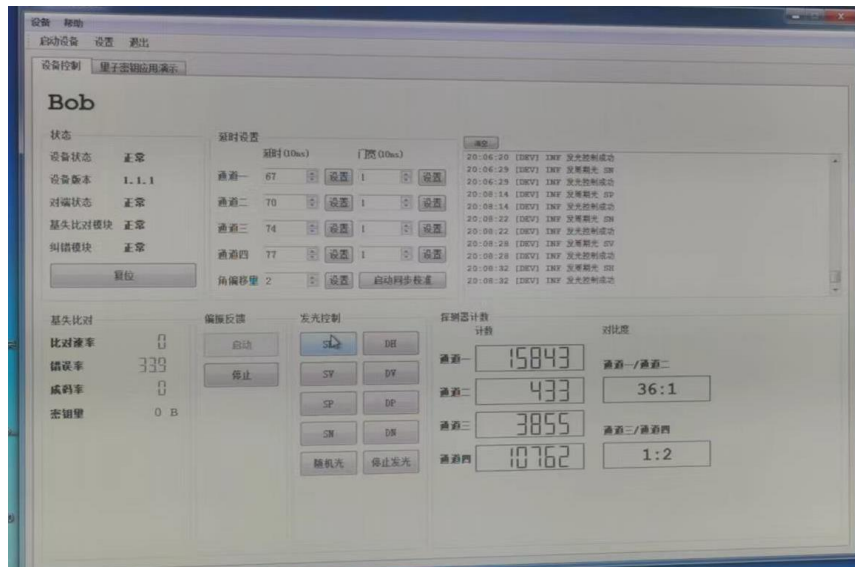 设备 帮助
启动设备 设置 退出
设备控制 量子密钥应用演示
Bob
状态
设备状态 正常
设备版本 1.1.1
对端状态 正常
基矢比对模块 正常
纠错模块 正常
复位
延时设置
延时(10ns) 门宽(10ns)
通道一 67 设置 1 设置
通道二 70 设置 1 设置
通道三 74 设置 1 设置
通道四 77 设置 1 设置
角偏移量 2 设置 启动同步校准
清空
20:06:20 [DEV] INF 发光控制成功
20:06:29 [DEV] INF 发周期光 SN
20:06:29 [DEV] INF 发光控制成功
20:08:14 [DEV] INF 发周期光 SP
20:08:14 [DEV] INF 发光控制成功
20:08:22 [DEV] INF 发周期光 SN
20:08:22 [DEV] INF 发光控制成功
20:08:28 [DEV] INF 发周期光 SV
20:08:28 [DEV] INF 发光控制成功
20:08:32 [DEV] INF 发周期光 SH
20:08:32 [DEV] INF 发光控制成功
基矢比对
比对速率 0
错误率 33.9
成码率 0
密钥量 0 B
偏振反馈
启动
停止
发光控制
DH
SV DV
SP DP
SN DN
随机光 停止发光
探测器计数
计数 对比度
通道一 15843 通道一/通道二
通道二 433 36:1
通道三 3855 通道三/通道四
通道四 10762 1:2